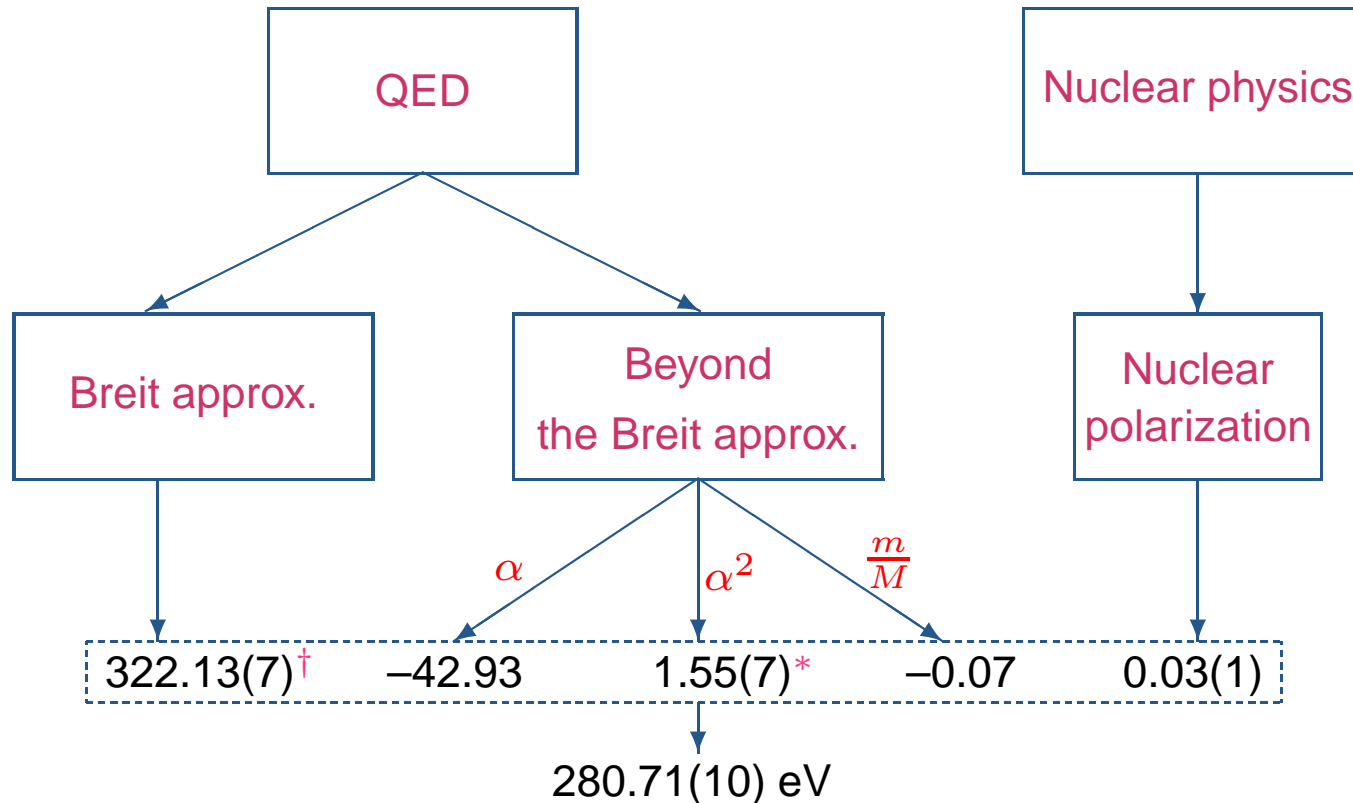 QED
Nuclear physics
Breit approx.
Beyond
the Breit approx.
Nuclear
polarization
α
α²
m/M
322.13(7)† –42.93 1.55(7)* –0.07 0.03(1)
280.71(10) eV